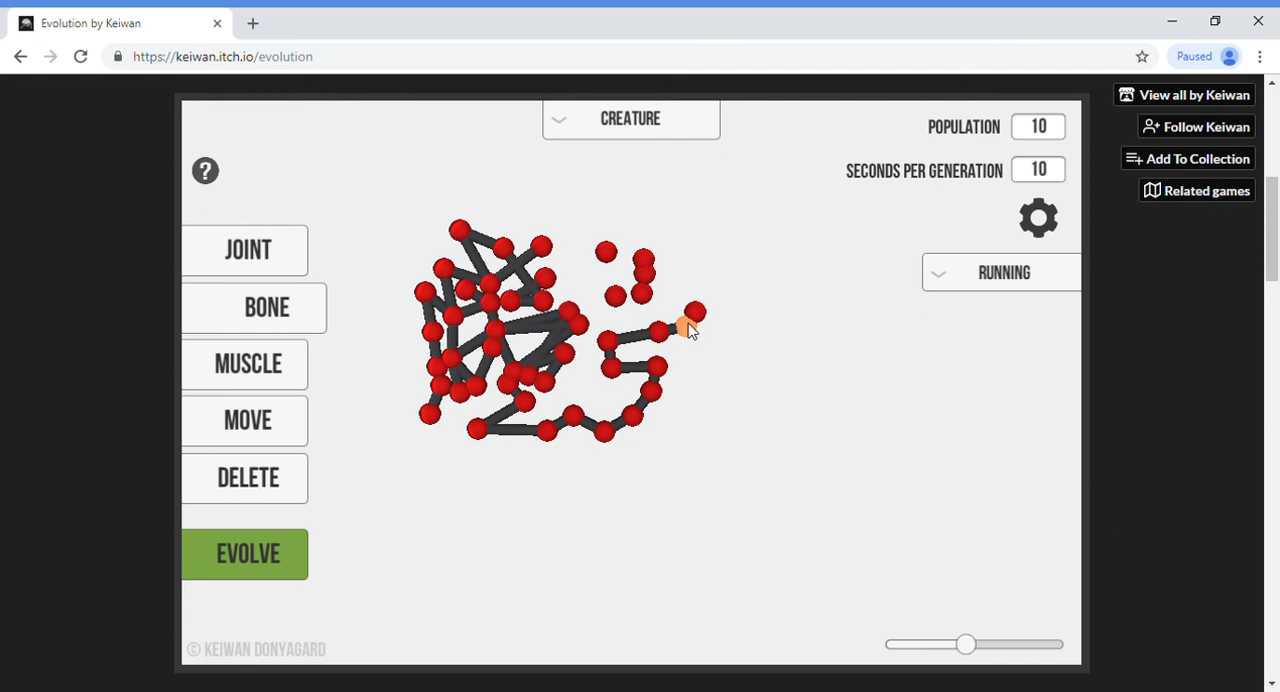 Evolution by Keiwan
https://keiwan.itch.io/evolution
Paused
View all by Keiwan
Follow Keiwan
Add To Collection
Related games
CREATURE
POPULATION 10
SECONDS PER GENERATION 10
?
RUNNING
JOINT
BONE
MUSCLE
MOVE
DELETE
EVOLVE
© KEIWAN DONYAGARD